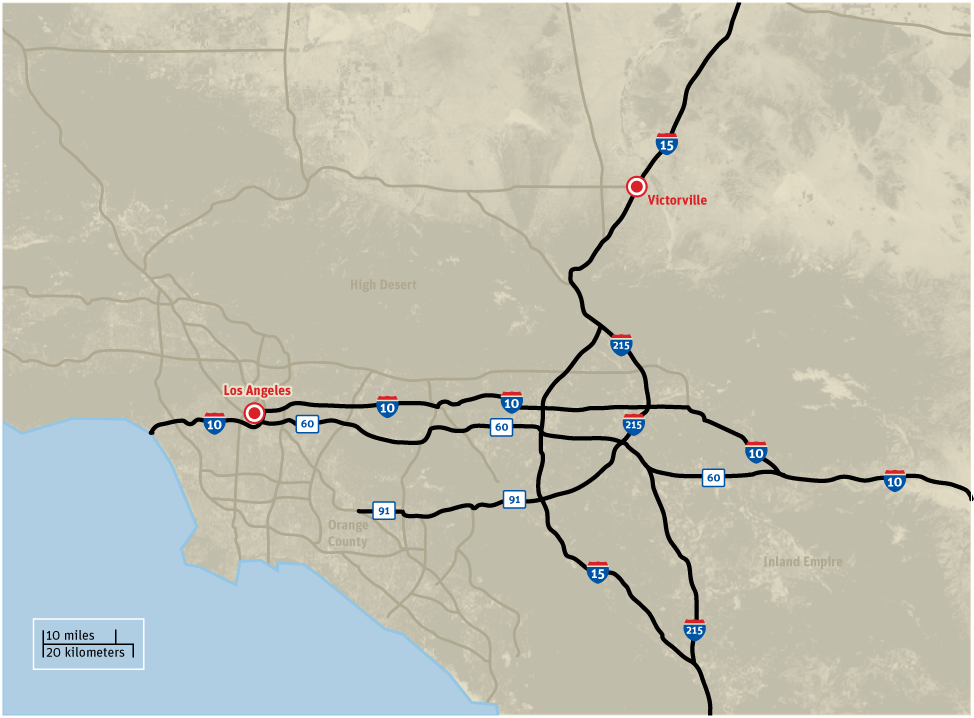 15
Victorville
High Desert
215
Los Angeles
10
10
10
60
60
215
10
60
10
91
91
Orange
County
Inland Empire
15
215
10 miles
20 kilometers